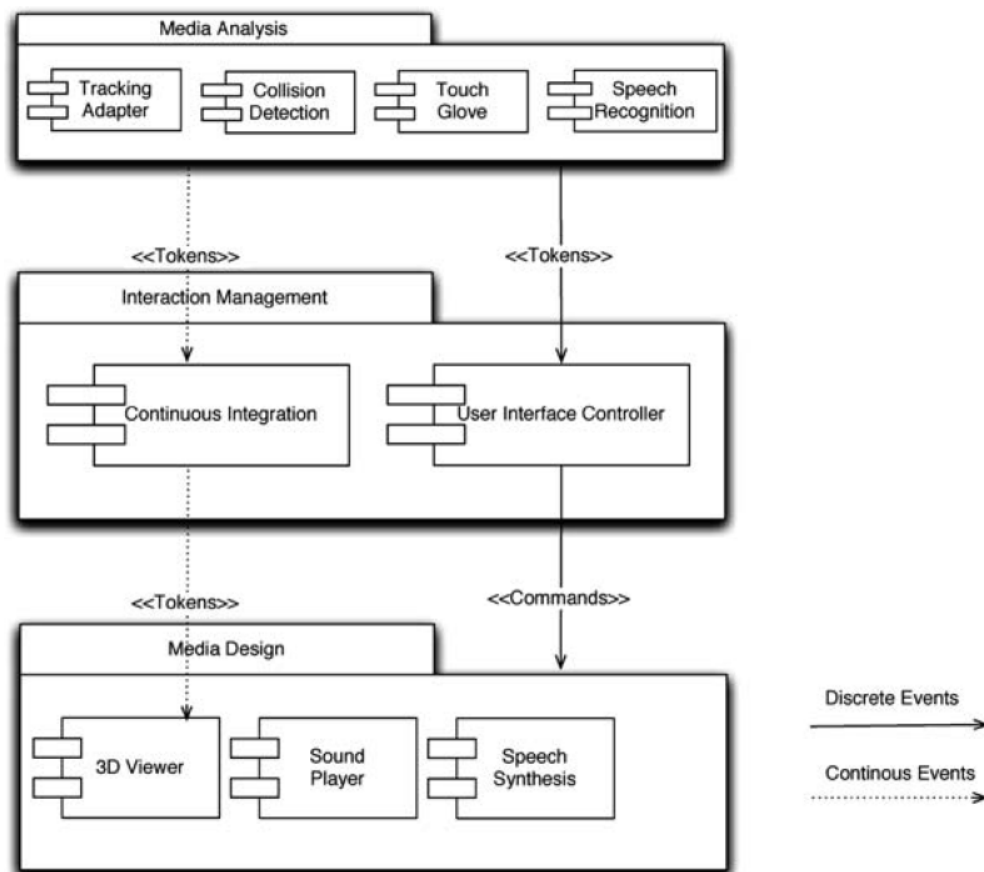 Media Analysis
Tracking
Adapter
Collision
Detection
Touch
Glove
Speech
Recognition
<<Tokens>>
<<Tokens>>
Interaction Management
Continuous Integration
User Interface Controller
<<Tokens>>
<<Commands>>
Media Design
3D Viewer
Sound
Player
Speech
Synthesis
Discrete Events
Continous Events